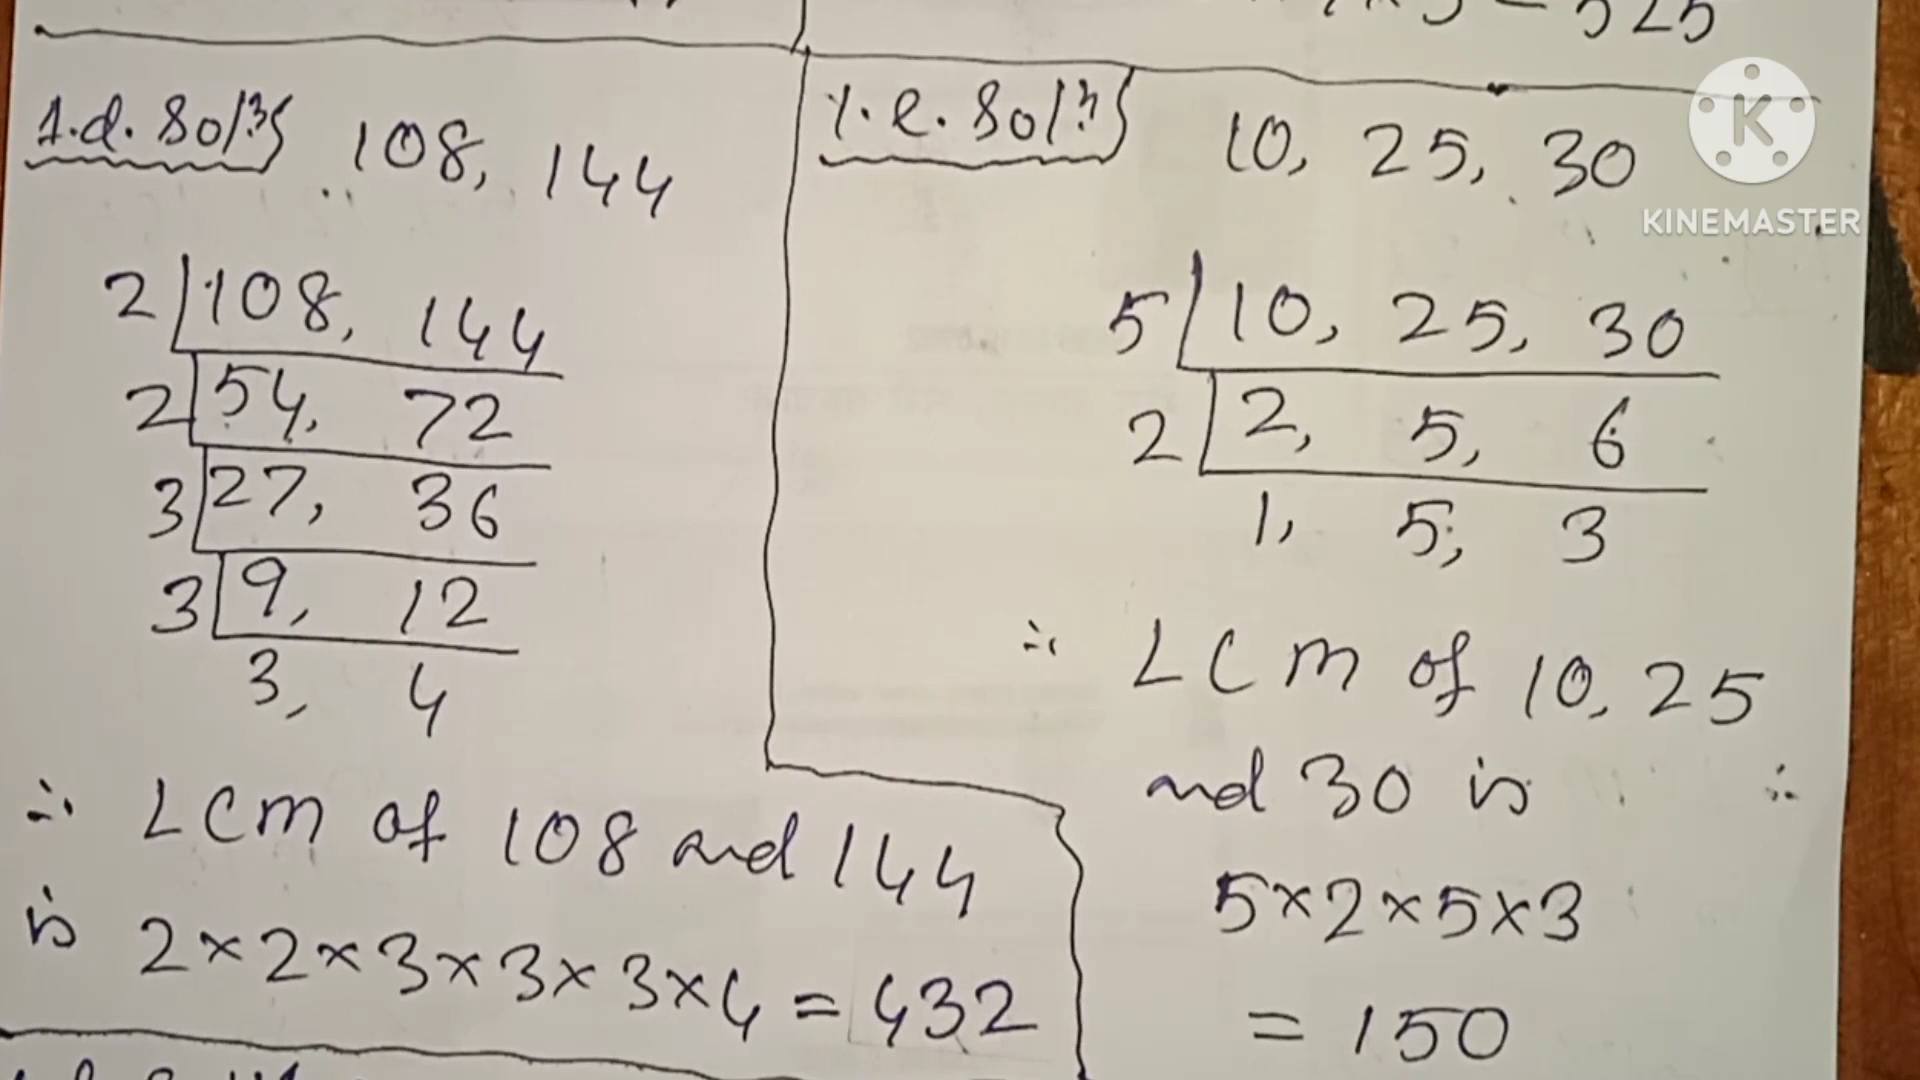 1.d. Soln 108, 144
2 108, 144
2 54, 72
3 27, 36
3 9, 12
3, 4
∴ LCM of 108 and 144
is 2×2×3×3×3×4 = 432
1.e. Soln 10, 25, 30
5 10, 25, 30
2 2, 5, 6
1, 5, 3
∴ LCM of 10, 25
and 30 is
5×2×5×3
= 150
K
KINEMASTER